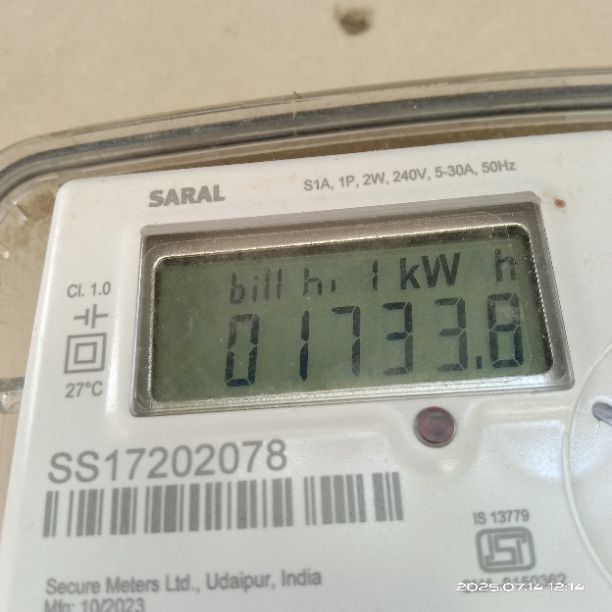 SARAL
S1A, 1P, 2W, 240V, 5-30A, 50Hz
bill hi 1 kW h
01733.8
Cl. 1.0
27°C
SS17202078
IS 13779
Secure Meters Ltd., Udaipur, India
Mfg: 10/2023
2025.07.14 12:14